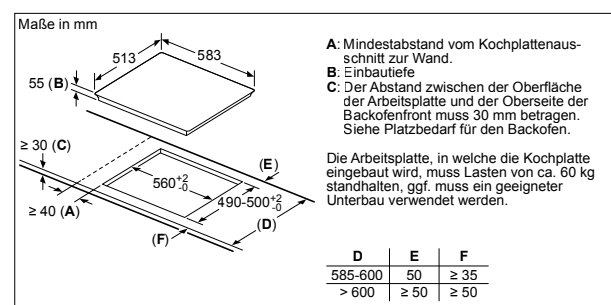 Maße in mm
513
583
55 (B)
≥ 30 (C)
560+2-0
490-500+2-0
(E)
(D)
≥ 40 (A)
(F)
A: Mindestabstand vom Kochplattenaus-
schnitt zur Wand.
B: Einbautiefe
C: Der Abstand zwischen der Oberfläche
der Arbeitsplatte und der Oberseite der
Backofenfront muss 30 mm betragen.
Siehe Platzbedarf für den Backofen.
Die Arbeitsplatte, in welche die Kochplatte
eingebaut wird, muss Lasten von ca. 60 kg
standhalten, ggf. muss ein geeigneter
Unterbau verwendet werden.
D E F
585-600 50 ≥ 35
> 600 ≥ 50 ≥ 50